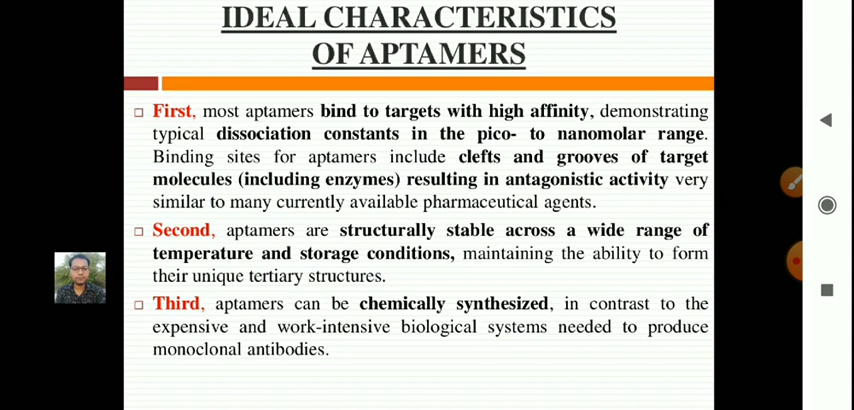 IDEAL CHARACTERISTICS
OF APTAMERS
First, most aptamers bind to targets with high affinity, demonstrating
typical dissociation constants in the pico- to nanomolar range.
Binding sites for aptamers include clefts and grooves of target
molecules (including enzymes) resulting in antagonistic activity very
similar to many currently available pharmaceutical agents.
Second, aptamers are structurally stable across a wide range of
temperature and storage conditions, maintaining the ability to form
their unique tertiary structures.
Third, aptamers can be chemically synthesized, in contrast to the
expensive and work-intensive biological systems needed to produce
monoclonal antibodies.